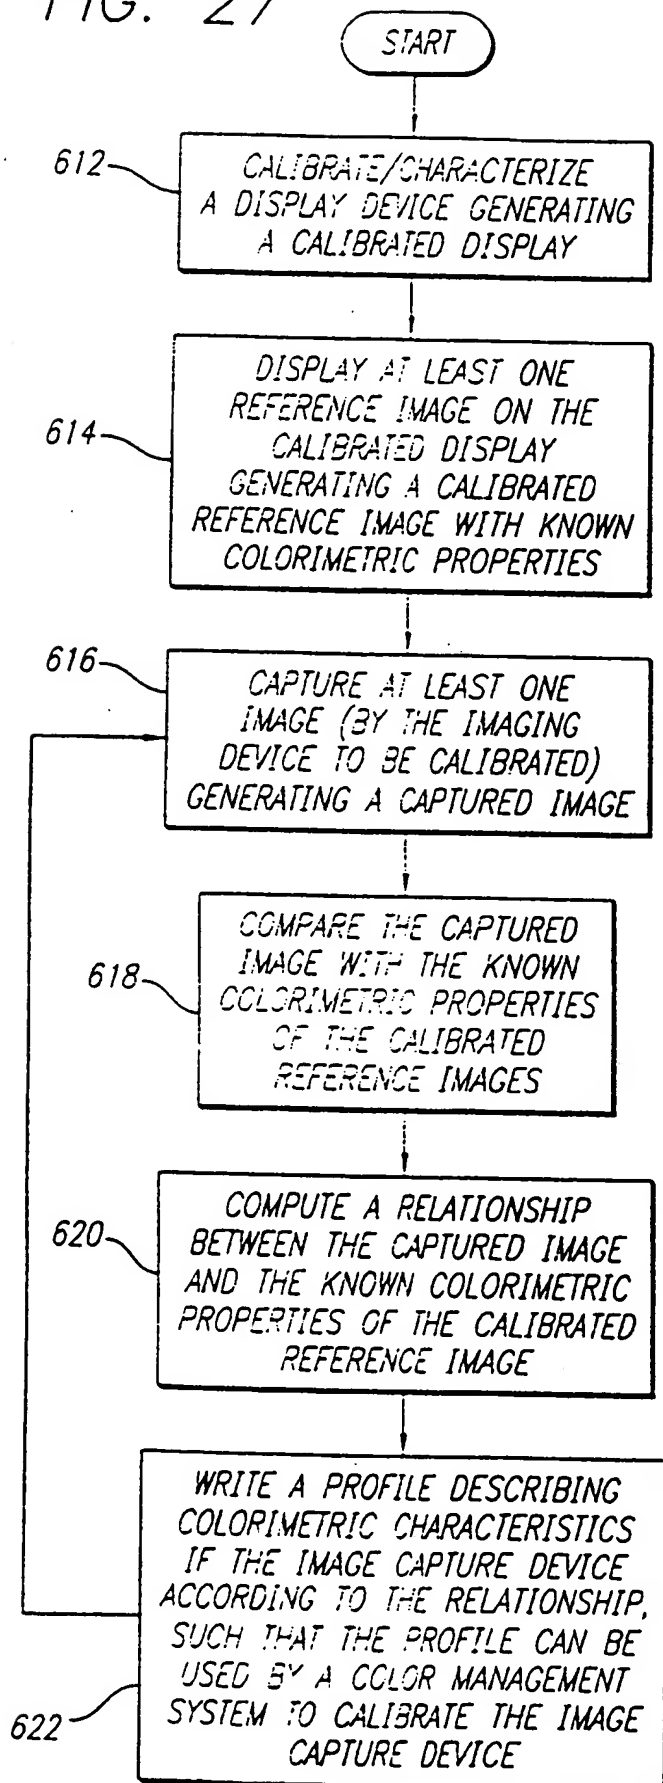 FIG. 27
START
612
CALIBRATE/CHARACTERIZE
A DISPLAY DEVICE GENERATING
A CALIBRATED DISPLAY
614
DISPLAY AT LEAST ONE
REFERENCE IMAGE ON THE
CALIBRATED DISPLAY
GENERATING A CALIBRATED
REFERENCE IMAGE WITH KNOWN
COLORIMETRIC PROPERTIES
616
CAPTURE AT LEAST ONE
IMAGE (BY THE IMAGING
DEVICE TO BE CALIBRATED)
GENERATING A CAPTURED IMAGE
618
COMPARE THE CAPTURED
IMAGE WITH THE KNOWN
COLORIMETRIC PROPERTIES
OF THE CALIBRATED
REFERENCE IMAGES
620
COMPUTE A RELATIONSHIP
BETWEEN THE CAPTURED IMAGE
AND THE KNOWN COLORIMETRIC
PROPERTIES OF THE CALIBRATED
REFERENCE IMAGE
622
WRITE A PROFILE DESCRIBING
COLORIMETRIC CHARACTERISTICS
IF THE IMAGE CAPTURE DEVICE
ACCORDING TO THE RELATIONSHIP,
SUCH THAT THE PROFILE CAN BE
USED BY A COLOR MANAGEMENT
SYSTEM TO CALIBRATE THE IMAGE
CAPTURE DEVICE